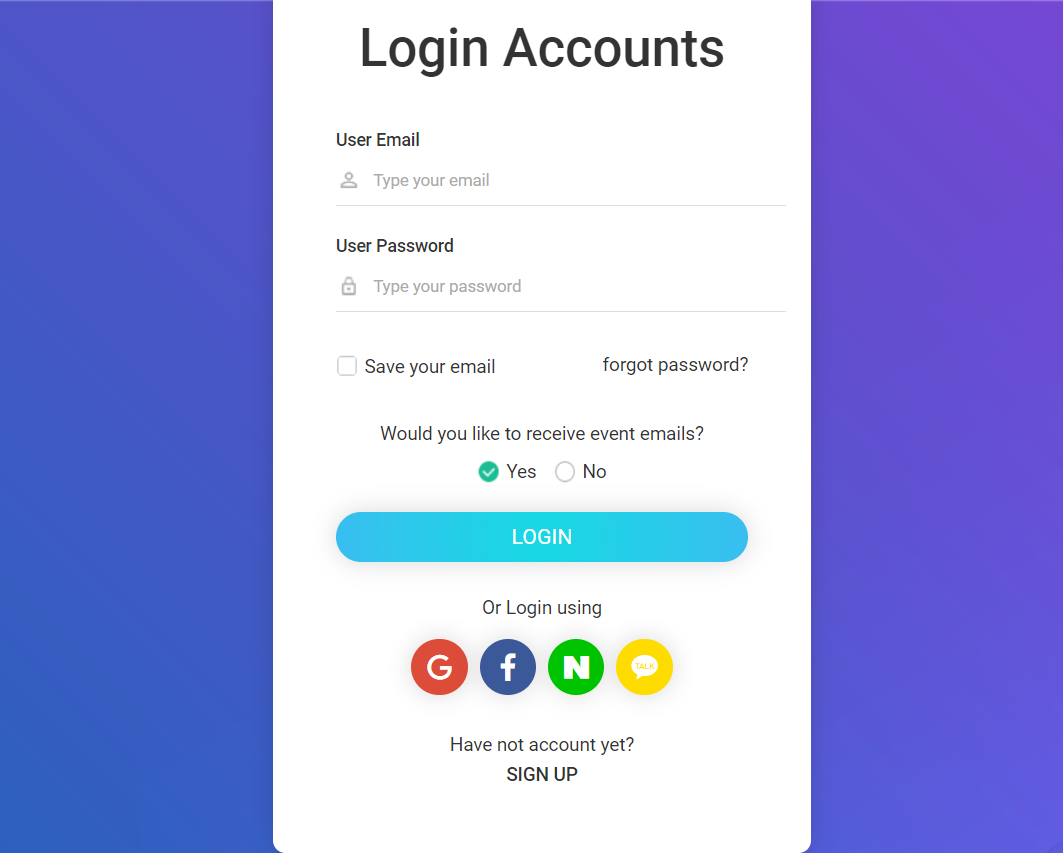 Login Accounts
User Email
Type your email
User Password
Type your password
Save your email
forgot password?
Would you like to receive event emails?
Yes No
LOGIN
Or Login using
G f N TALK
Have not account yet?
SIGN UP